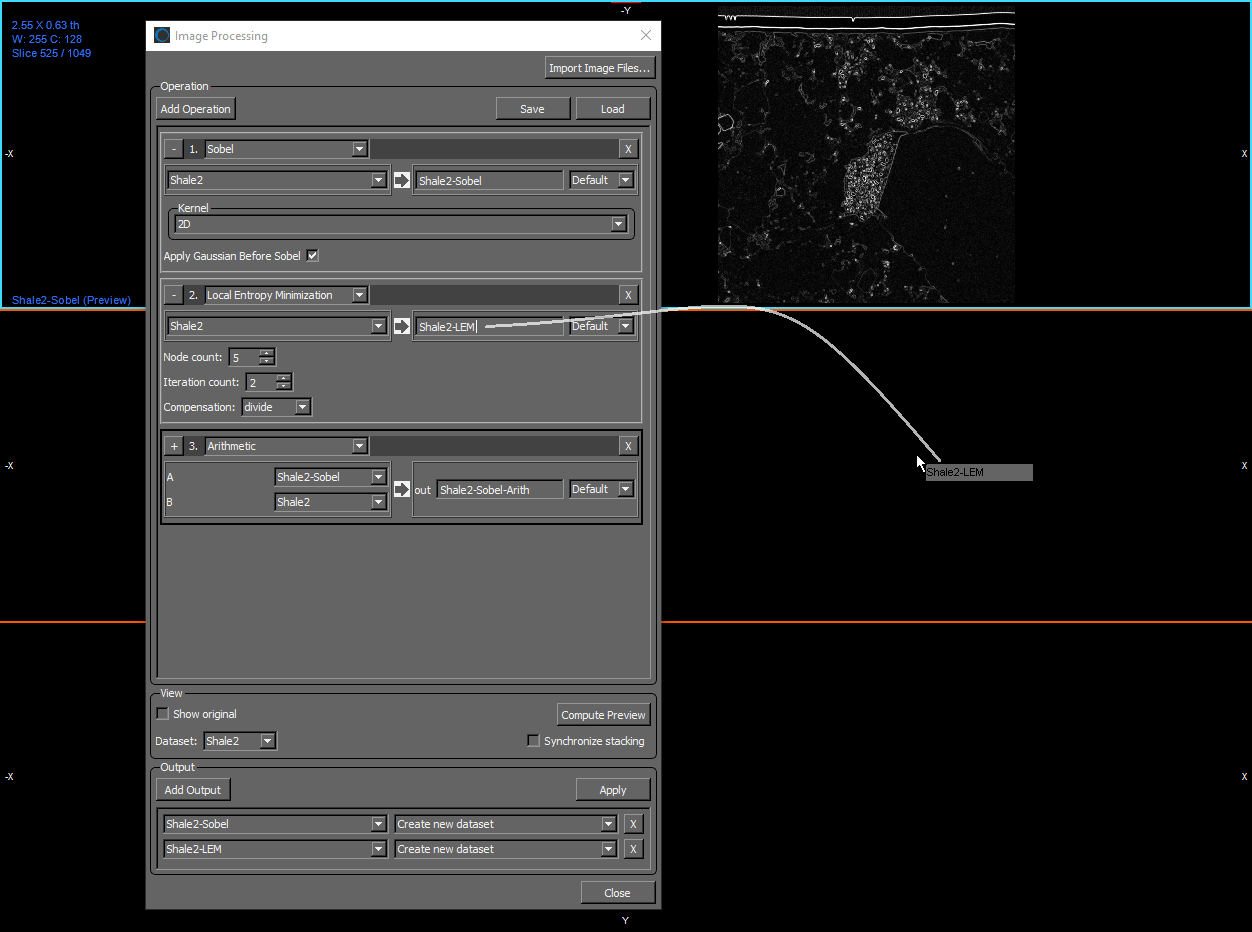 2.55 X 0.63 th
W: 255 C: 128
Slice 525 / 1049
-Y
-X
X
Shale2-Sobel (Preview)
Image Processing
Import Image Files...
Operation
Add Operation
Save
Load
- 1. Sobel X
Shale2
Shale2-Sobel
Default
Kernel
2D
Apply Gaussian Before Sobel
- 2. Local Entropy Minimization X
Shale2
Shale2-LEM
Default
Node count: 5
Iteration count: 2
Compensation: divide
+ 3. Arithmetic X
A Shale2-Sobel
B Shale2
out Shale2-Sobel-Arith
Default
-X
X
Shale2-LEM
View
Show original
Compute Preview
Dataset: Shale2
Synchronize stacking
Output
Add Output
Apply
Shale2-Sobel
Create new dataset
X
Shale2-LEM
Create new dataset
X
Close
-X
X
Y